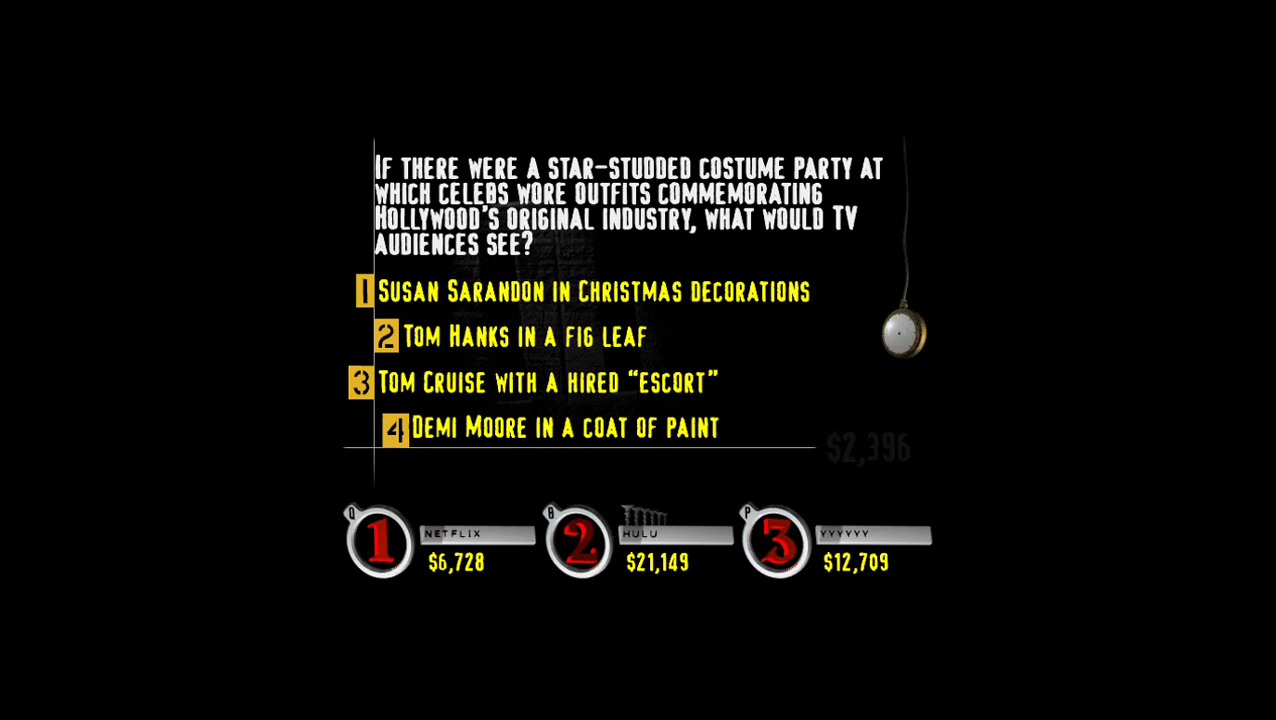 If there were a star-studded costume party at
which celebs wore outfits commemorating
Hollywood's original industry, what would TV
audiences see?
1 Susan Sarandon in Christmas decorations
2 Tom Hanks in a fig leaf
3 Tom Cruise with a hired "escort"
4 Demi Moore in a coat of paint
$2,396
Q 1 NETFLIX B 2 HULU P 3 YYYYYY
$6,728 $21,149 $12,709